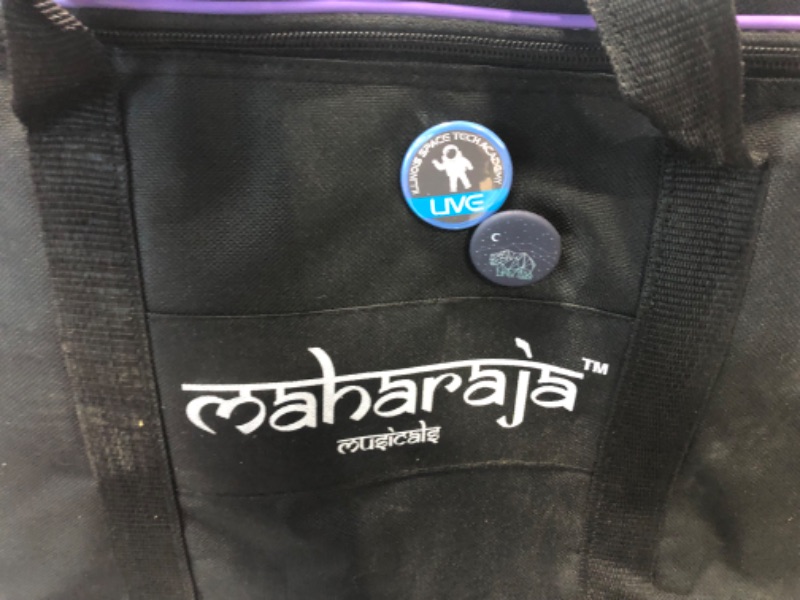 ILLINOIS SPACE TECH ACADEMY
LIVE
maharaja™
musicals